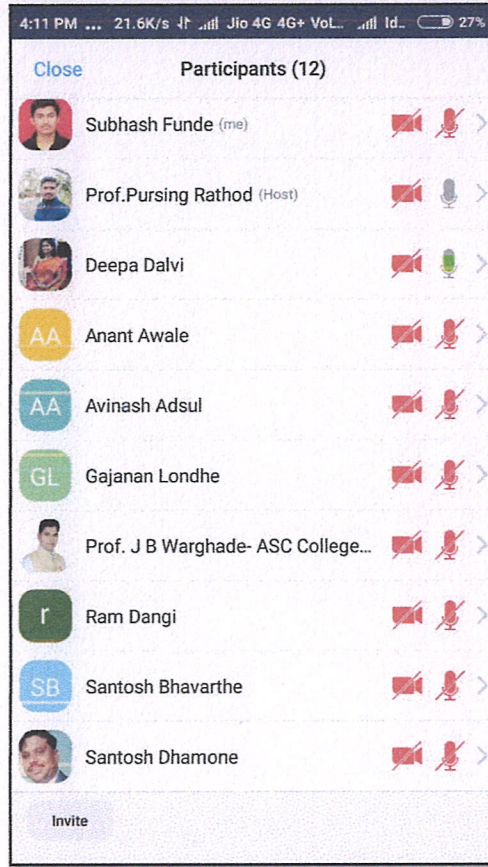 4:11 PM ... 21.6K/s Jio 4G 4G+ VoL.. Id.. 27%
Close Participants (12)
Subhash Funde (me)
Prof.Pursing Rathod (Host)
Deepa Dalvi
AA Anant Awale
AA Avinash Adsul
GL Gajanan Londhe
Prof. J B Warghade- ASC College...
r Ram Dangi
SB Santosh Bhavarthe
Santosh Dhamone
Invite